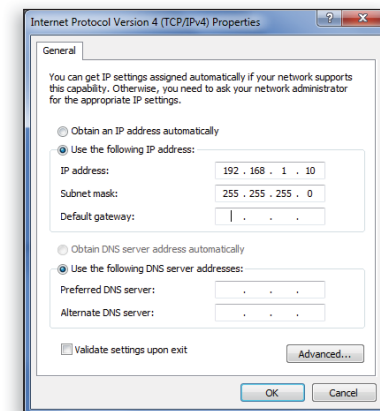 Internet Protocol Version 4 (TCP/IPv4) Properties
General
You can get IP settings assigned automatically if your network supports
this capability. Otherwise, you need to ask your network administrator
for the appropriate IP settings.
Obtain an IP address automatically
Use the following IP address:
IP address: 192 . 168 . 1 . 10
Subnet mask: 255 . 255 . 255 . 0
Default gateway: . . .
Obtain DNS server address automatically
Use the following DNS server addresses:
Preferred DNS server: . . .
Alternate DNS server: . . .
Validate settings upon exit
Advanced...
OK Cancel